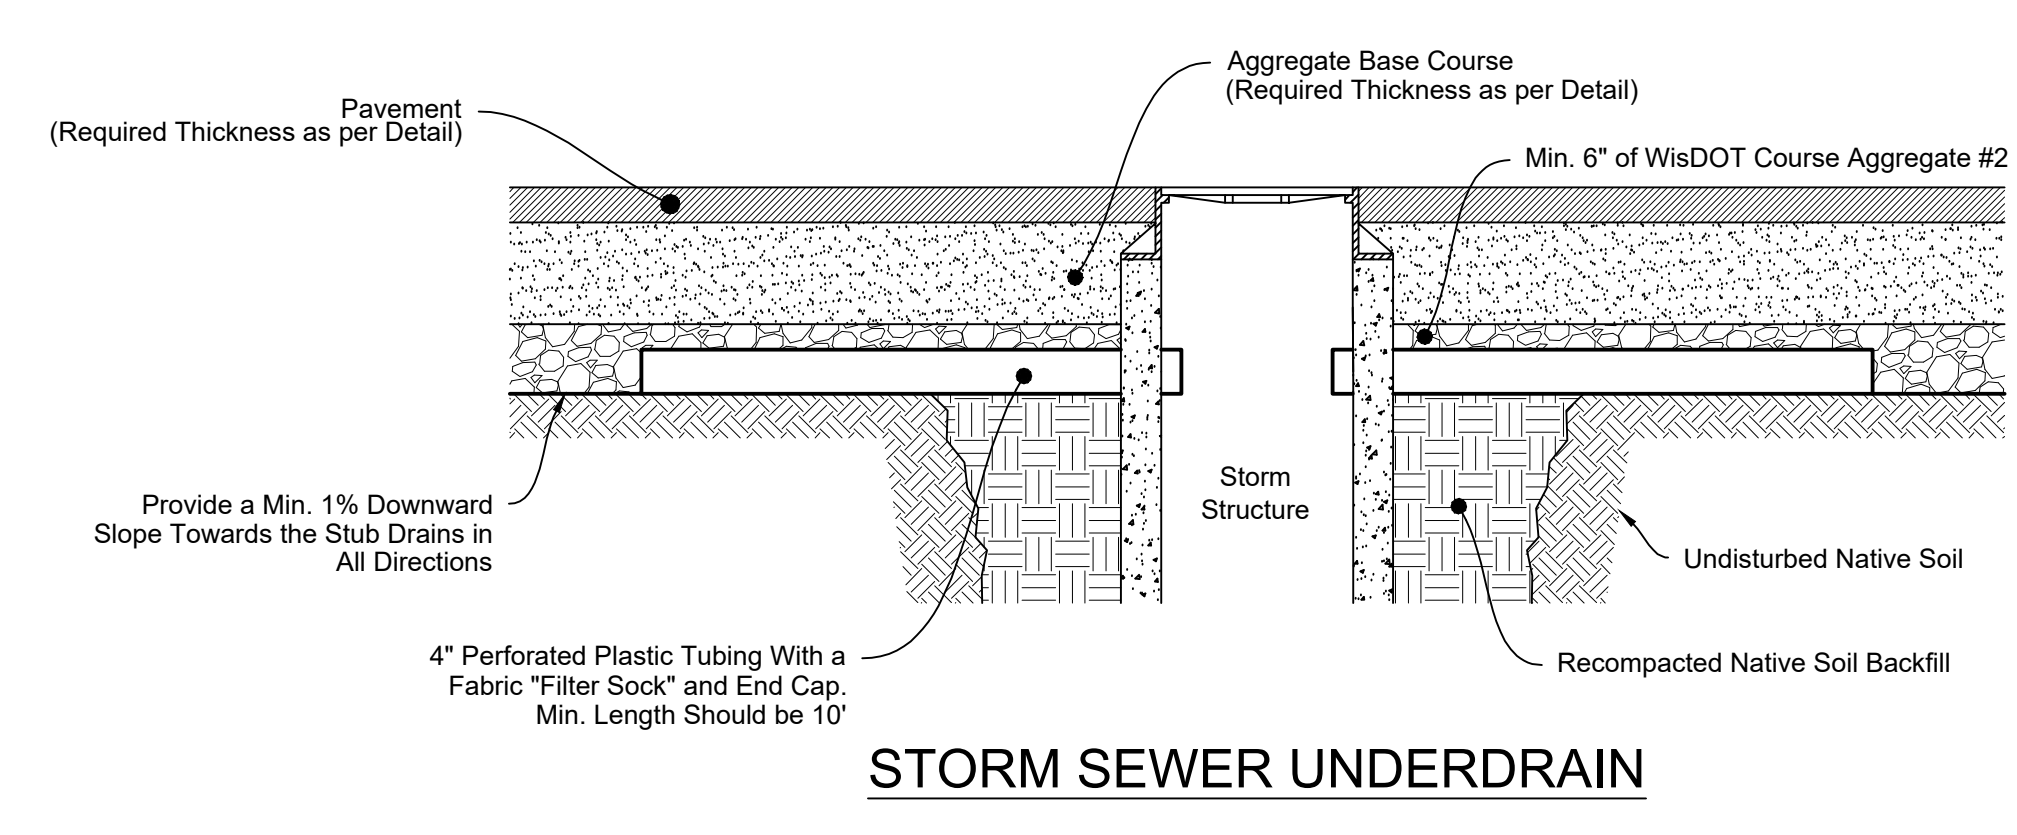 Aggregate Base Course
(Required Thickness as per Detail)
Pavement
(Required Thickness as per Detail)
Min. 6" of WisDOT Course Aggregate #2
Storm
Structure
Provide a Min. 1% Downward
Slope Towards the Stub Drains in
All Directions
Undisturbed Native Soil
4" Perforated Plastic Tubing With a
Fabric "Filter Sock" and End Cap.
Min. Length Should be 10'
Recompacted Native Soil Backfill
STORM SEWER UNDERDRAIN